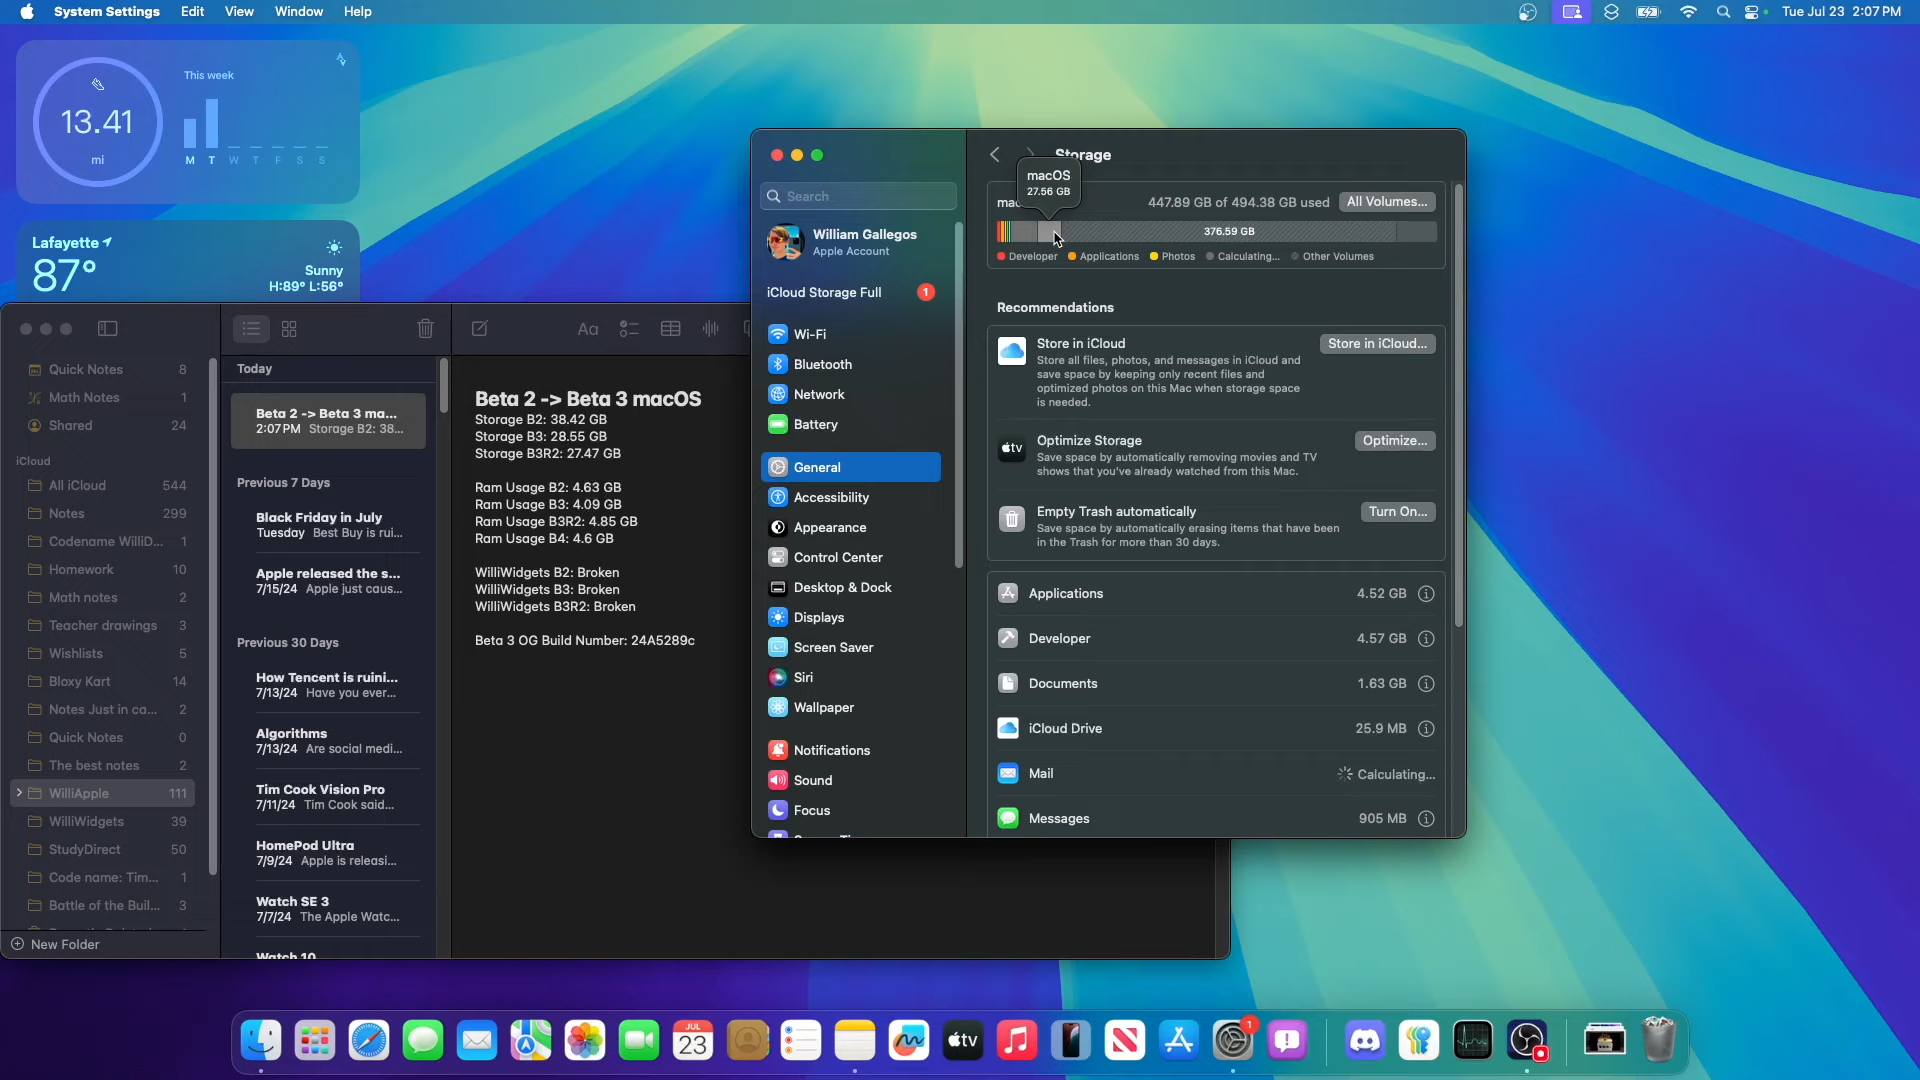 System Settings Edit View Window Help
Tue Jul 23 2:07 PM
13.41
mi
This week
M T W T F S S
Lafayette
87°
Sunny
H:89° L:56°
Quick Notes 8
Math Notes 1
Shared 24
iCloud
All iCloud 544
Notes 299
Codename WilliD... 1
Homework 10
Math notes 2
Teacher drawings 3
Wishlists 5
Bloxy Kart 14
Notes Just in ca... 2
Quick Notes 0
The best notes 2
WilliApple 111
WilliWidgets 39
StudyDirect 50
Code name: Tim... 1
Battle of the Buil... 3
New Folder
Today
Beta 2 -> Beta 3 ma...
2:07 PM Storage B2: 38...
Previous 7 Days
Black Friday in July
Tuesday Best Buy is rui...
Apple released the s...
7/15/24 Apple just caus...
Previous 30 Days
How Tencent is ruini...
7/13/24 Have you ever...
Algorithms
7/13/24 Are social medi...
Tim Cook Vision Pro
7/11/24 Tim Cook said...
HomePod Ultra
7/9/24 Apple is releasi...
Watch SE 3
7/7/24 The Apple Watc...
Watch 10
Aa
Beta 2 -> Beta 3 macOS
Storage B2: 38.42 GB
Storage B3: 28.55 GB
Storage B3R2: 27.47 GB
Ram Usage B2: 4.63 GB
Ram Usage B3: 4.09 GB
Ram Usage B3R2: 4.85 GB
Ram Usage B4: 4.6 GB
WilliWidgets B2: Broken
WilliWidgets B3: Broken
WilliWidgets B3R2: Broken
Beta 3 OG Build Number: 24A5289c
Search
William Gallegos
Apple Account
iCloud Storage Full 1
Wi-Fi
Bluetooth
Network
Battery
General
Accessibility
Appearance
Control Center
Desktop & Dock
Displays
Screen Saver
Siri
Wallpaper
Notifications
Sound
Focus
Storage
macOS
27.56 GB
447.89 GB of 494.38 GB used All Volumes...
376.59 GB
Developer Applications Photos Calculating... Other Volumes
Recommendations
Store in iCloud Store in iCloud...
Store all files, photos, and messages in iCloud and
save space by keeping only recent files and
optimized photos on this Mac when storage space
is needed.
Optimize Storage Optimize...
Save space by automatically removing movies and TV
shows that you've already watched from this Mac.
Empty Trash automatically Turn On...
Save space by automatically erasing items that have been
in the Trash for more than 30 days.
Applications 4.52 GB
Developer 4.57 GB
Documents 1.63 GB
iCloud Drive 25.9 MB
Mail Calculating...
Messages 905 MB
JUL
23
tv
1